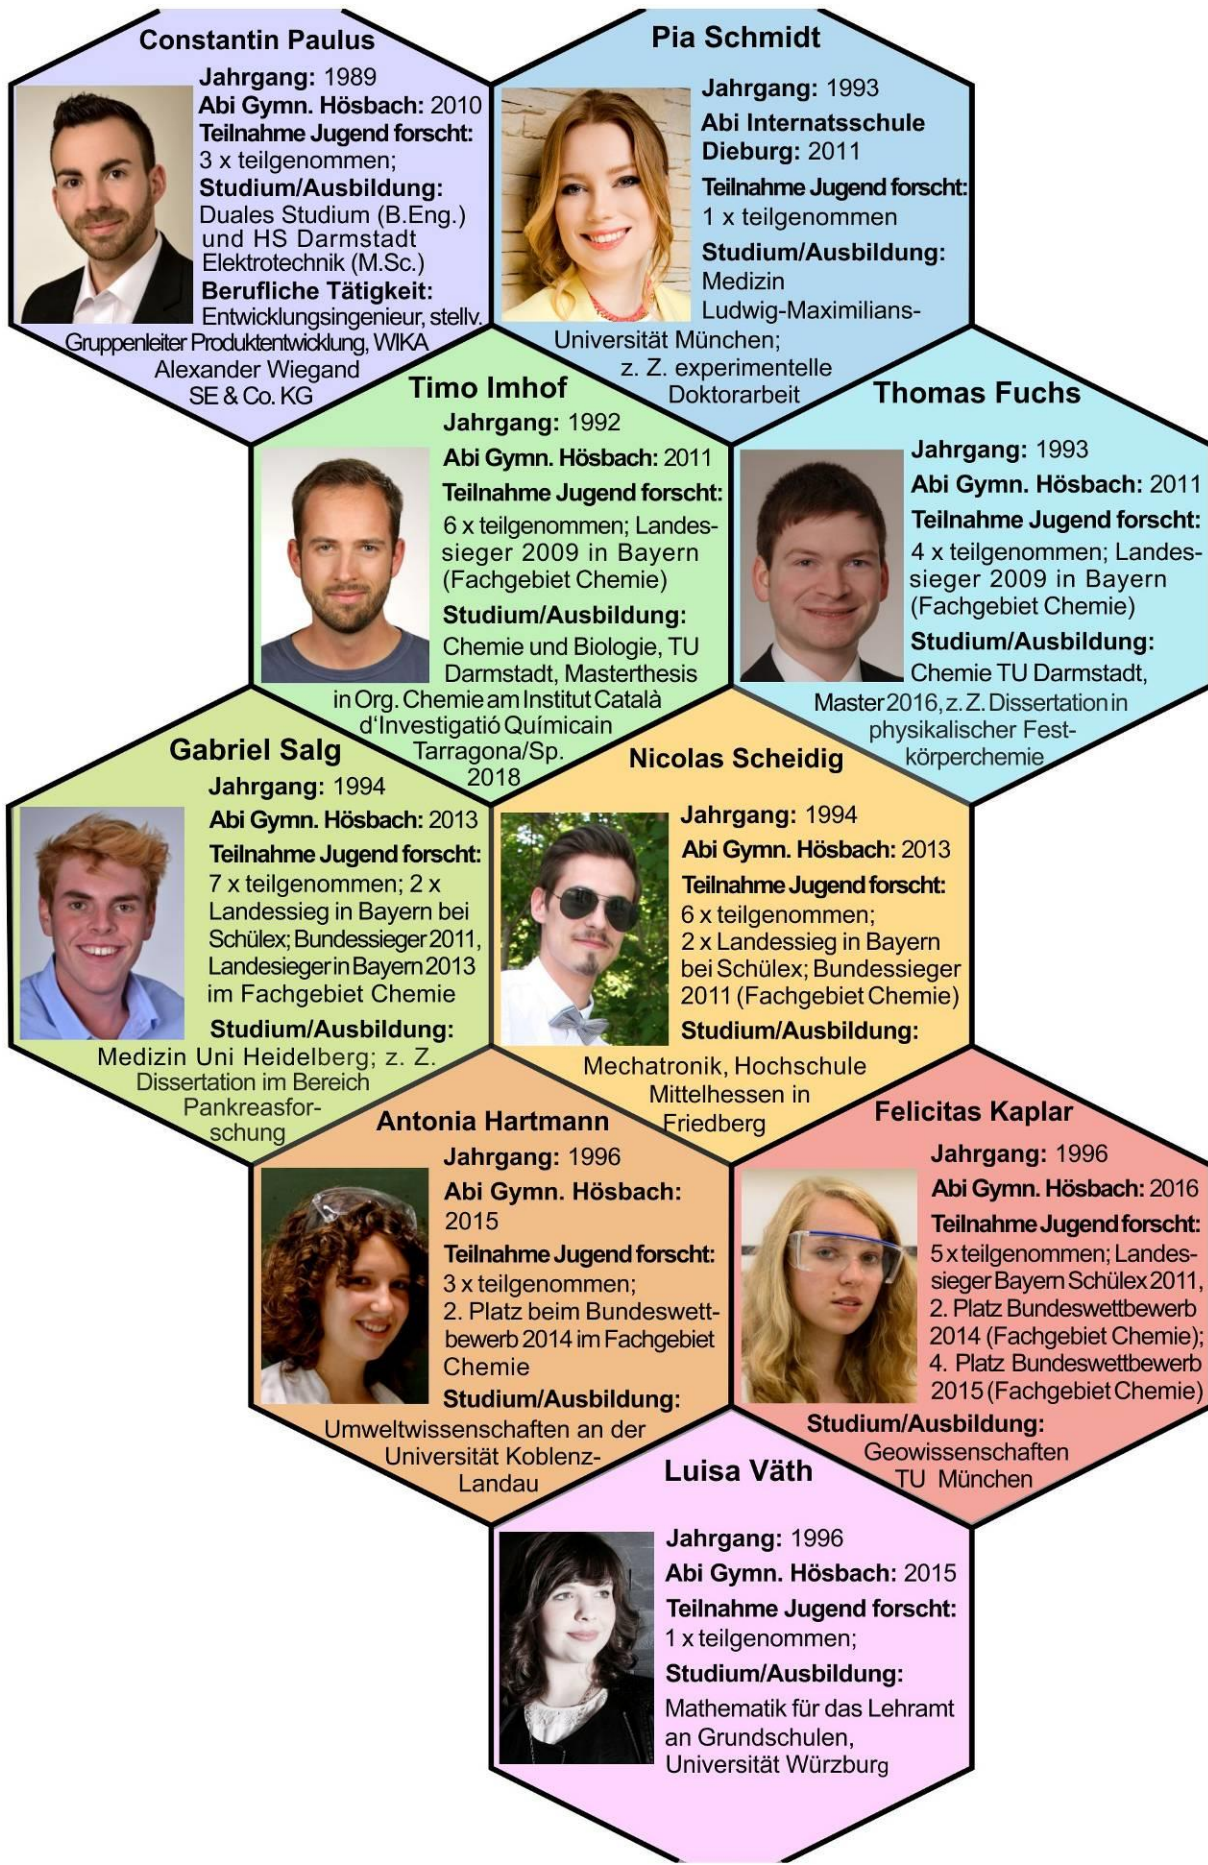 Constantin Paulus
Jahrgang: 1989
Abi Gymn. Hösbach: 2010
Teilnahme Jugend forscht:
3 x teilgenommen;
Studium/Ausbildung:
Duales Studium (B.Eng.)
und HS Darmstadt
Elektrotechnik (M.Sc.)
Berufliche Tätigkeit:
Entwicklungsingenieur, stellv.
Gruppenleiter Produktentwicklung, WIKA
Alexander Wiegand
SE & Co. KG
Pia Schmidt
Jahrgang: 1993
Abi Internatsschule
Dieburg: 2011
Teilnahme Jugend forscht:
1 x teilgenommen
Studium/Ausbildung:
Medizin
Ludwig-Maximilians-
Universität München;
z. Z. experimentelle
Doktorarbeit
Timo Imhof
Jahrgang: 1992
Abi Gymn. Hösbach: 2011
Teilnahme Jugend forscht:
6 x teilgenommen; Landes-
sieger 2009 in Bayern
(Fachgebiet Chemie)
Studium/Ausbildung:
Chemie und Biologie, TU
Darmstadt, Masterthesis
in Org. Chemie am Institut Català
d'Investigatió Químicain
Tarragona/Sp.
2018
Thomas Fuchs
Jahrgang: 1993
Abi Gymn. Hösbach: 2011
Teilnahme Jugend forscht:
4 x teilgenommen; Landes-
sieger 2009 in Bayern
(Fachgebiet Chemie)
Studium/Ausbildung:
Chemie TU Darmstadt,
Master 2016, z. Z. Dissertation in
physikalischer Fest-
körperchemie
Gabriel Salg
Jahrgang: 1994
Abi Gymn. Hösbach: 2013
Teilnahme Jugend forscht:
7 x teilgenommen; 2 x
Landessieg in Bayern bei
Schülex; Bundessieger 2011,
Landesieger in Bayern 2013
im Fachgebiet Chemie
Studium/Ausbildung:
Medizin Uni Heidelberg; z. Z.
Dissertation im Bereich
Pankreasfor-
schung
Nicolas Scheidig
Jahrgang: 1994
Abi Gymn. Hösbach: 2013
Teilnahme Jugend forscht:
6 x teilgenommen;
2 x Landessieg in Bayern
bei Schülex; Bundessieger
2011 (Fachgebiet Chemie)
Studium/Ausbildung:
Mechatronik, Hochschule
Mittelhessen in
Friedberg
Antonia Hartmann
Jahrgang: 1996
Abi Gymn. Hösbach:
2015
Teilnahme Jugend forscht:
3 x teilgenommen;
2. Platz beim Bundeswett-
bewerb 2014 im Fachgebiet
Chemie
Studium/Ausbildung:
Umweltwissenschaften an der
Universität Koblenz-
Landau
Felicitas Kaplar
Jahrgang: 1996
Abi Gymn. Hösbach: 2016
Teilnahme Jugend forscht:
5 x teilgenommen; Landes-
sieger Bayern Schülex 2011,
2. Platz Bundeswettbewerb
2014 (Fachgebiet Chemie);
4. Platz Bundeswettbewerb
2015 (Fachgebiet Chemie)
Studium/Ausbildung:
Geowissenschaften
TU München
Luisa Väth
Jahrgang: 1996
Abi Gymn. Hösbach: 2015
Teilnahme Jugend forscht:
1 x teilgenommen;
Studium/Ausbildung:
Mathematik für das Lehramt
an Grundschulen,
Universität Würzburg